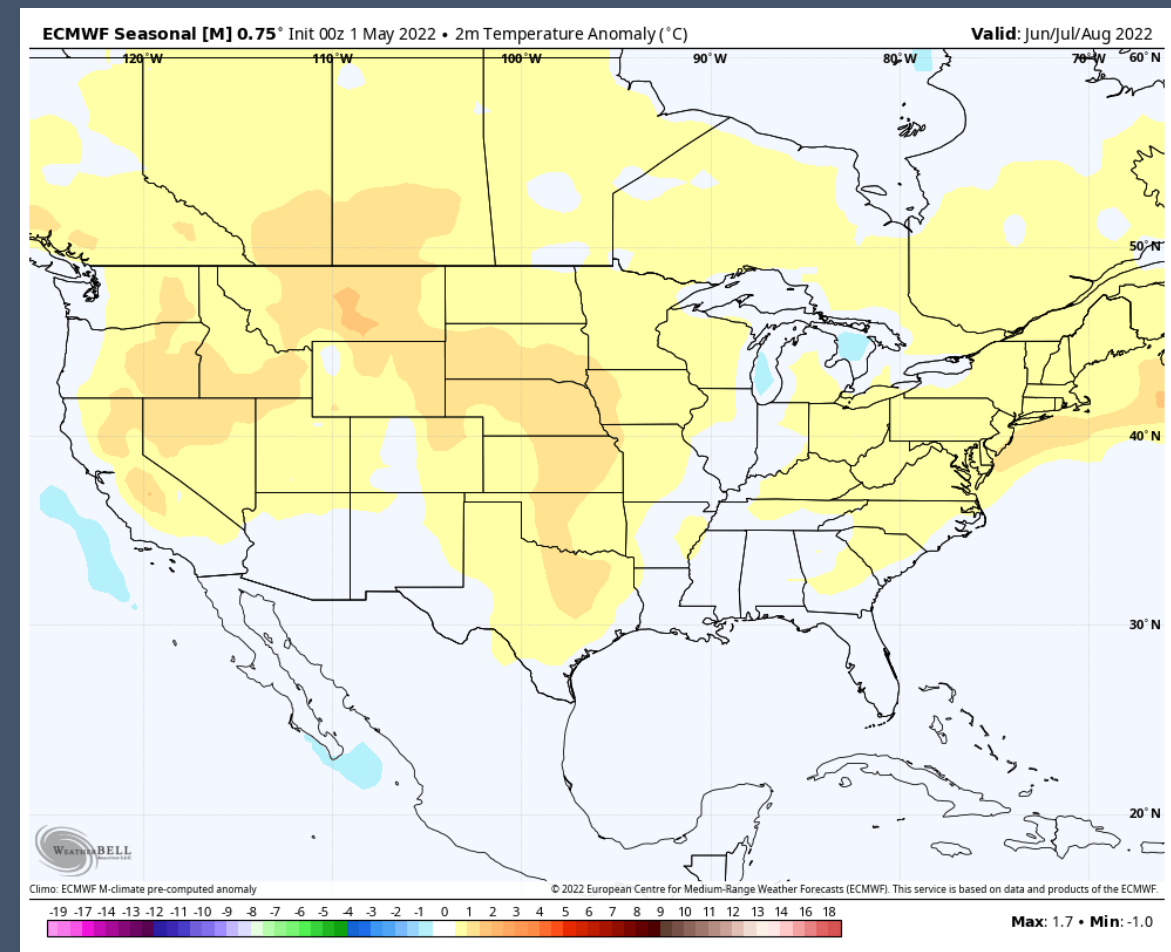 ECMWF Seasonal [M] 0.75° Init 00z 1 May 2022 • 2m Temperature Anomaly (˚C) Valid: Jun/Jul/Aug 2022
120°W 110°W 100°W 90°W 80°W 70°W 60°N
50°N
40°N
30°N
20°N
WEATHERBELL
Climo: ECMWF M-climate pre-computed anomaly © 2022 European Centre for Medium-Range Weather Forecasts (ECMWF). This service is based on data and products of the ECMWF.
-19 -17 -14 -13 -12 -11 -10 -9 -8 -7 -6 -5 -4 -3 -2 -1 0 1 2 3 4 5 6 7 8 9 10 11 12 13 14 16 18
Max: 1.7 • Min: -1.0